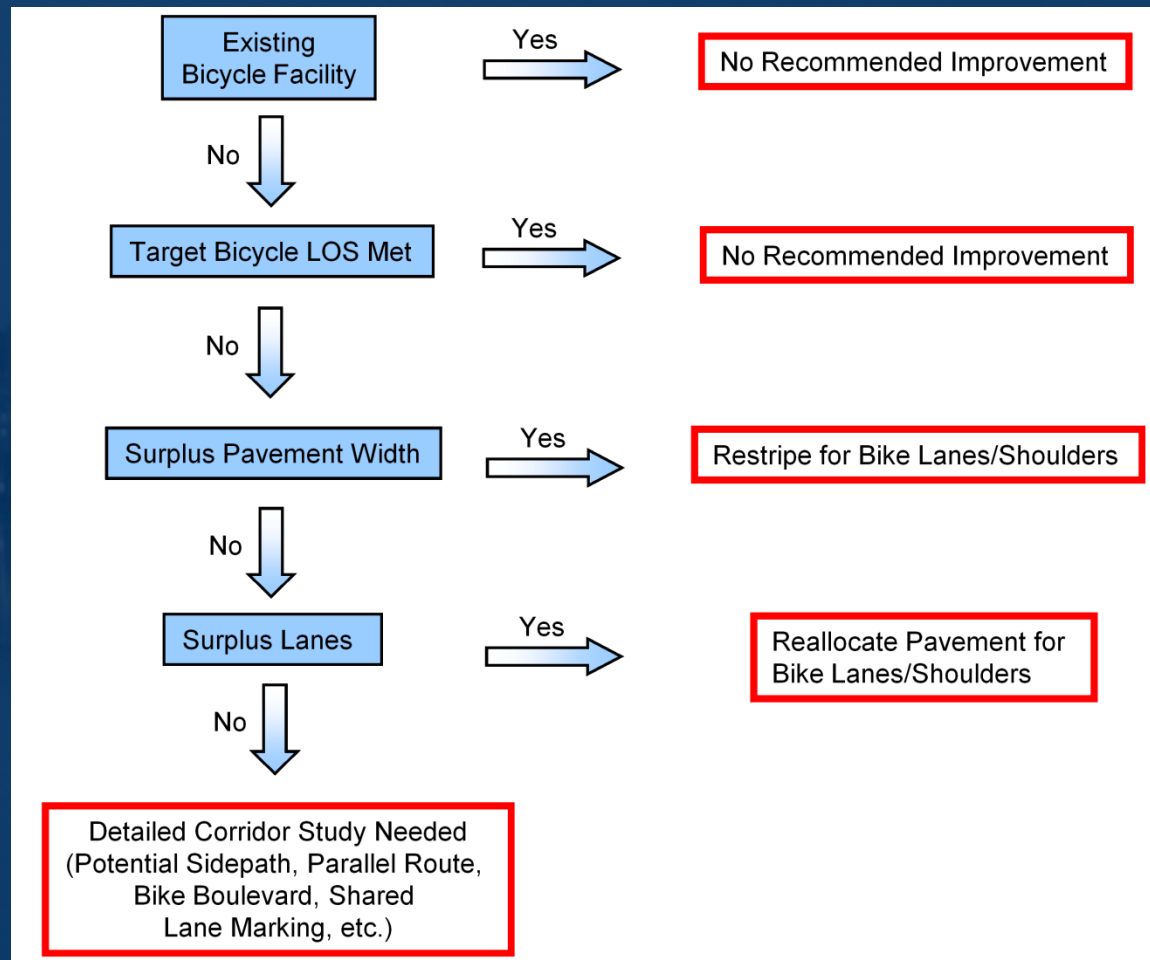 Existing
Bicycle Facility
Yes
No Recommended Improvement
No
Target Bicycle LOS Met
Yes
No Recommended Improvement
No
Surplus Pavement Width
Yes
Restripe for Bike Lanes/Shoulders
No
Surplus Lanes
Yes
Reallocate Pavement for
Bike Lanes/Shoulders
No
Detailed Corridor Study Needed
(Potential Sidepath, Parallel Route,
Bike Boulevard, Shared
Lane Marking, etc.)